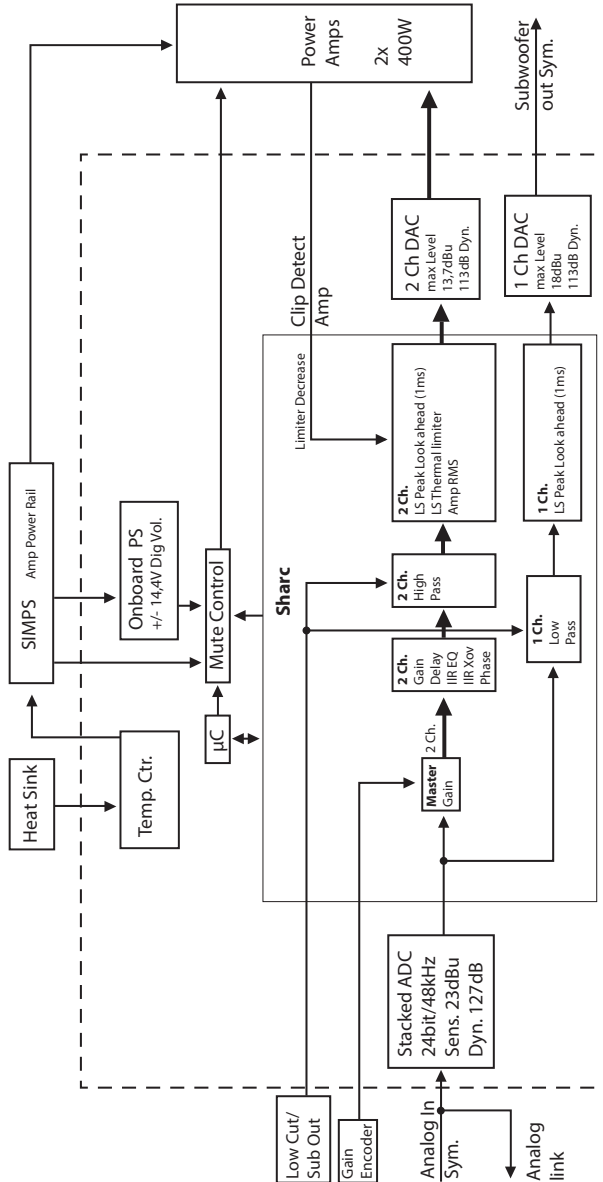 Heat Sink
SIMPS Amp Power Rail
Power
Amps
2x
400W
Temp. Ctr.
Onboard PS
+/- 14,4V Dig Vol.
µC
Mute Control
Clip Detect
Amp
Subwoofer
out Sym.
Low Cut/
Sub Out
Gain
Encoder
Analog In
Sym.
Analog
link
Stacked ADC
24bit/48kHz
Sens. 23dBu
Dyn. 127dB
Sharc
Limiter Decrease
Master
Gain
2 Ch.
2 Ch.
Gain
Delay
IIR EQ
IIR Xov
Phase
2 Ch.
High
Pass
2 Ch.
LS Peak Look ahead (1ms)
LS Thermal limiter
Amp RMS
2 Ch DAC
max Level
13,7dBu
113dB Dyn.
1 Ch.
Low
Pass
1 Ch.
LS Peak Look ahead (1ms)
1 Ch DAC
max Level
18dBu
113dB Dyn.